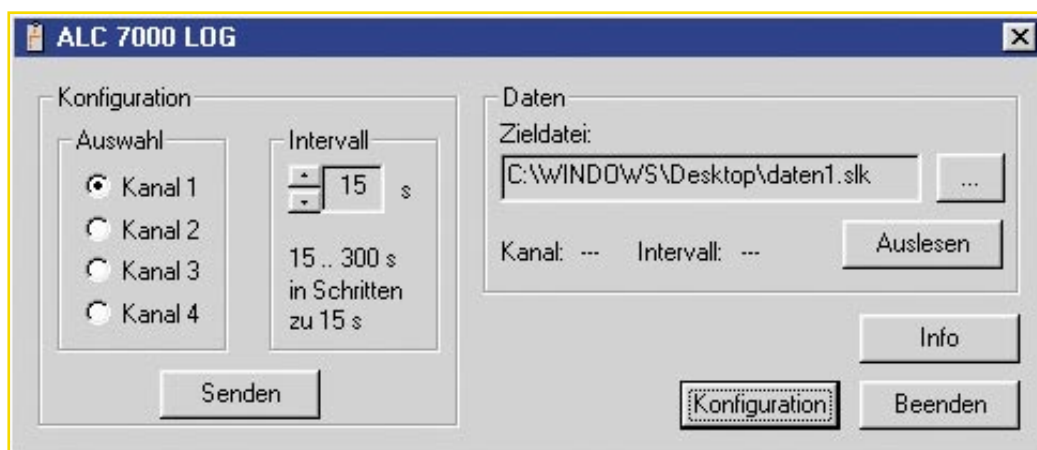 ALC 7000 LOG
Konfiguration
Auswahl
Kanal 1
Kanal 2
Kanal 3
Kanal 4
Intervall
15 s
15 .. 300 s
in Schritten
zu 15 s
Senden
Daten
Zieldatei:
C:\WINDOWS\Desktop\daten1.slk
...
Kanal: --- Intervall: ---
Auslesen
Info
Konfiguration
Beenden